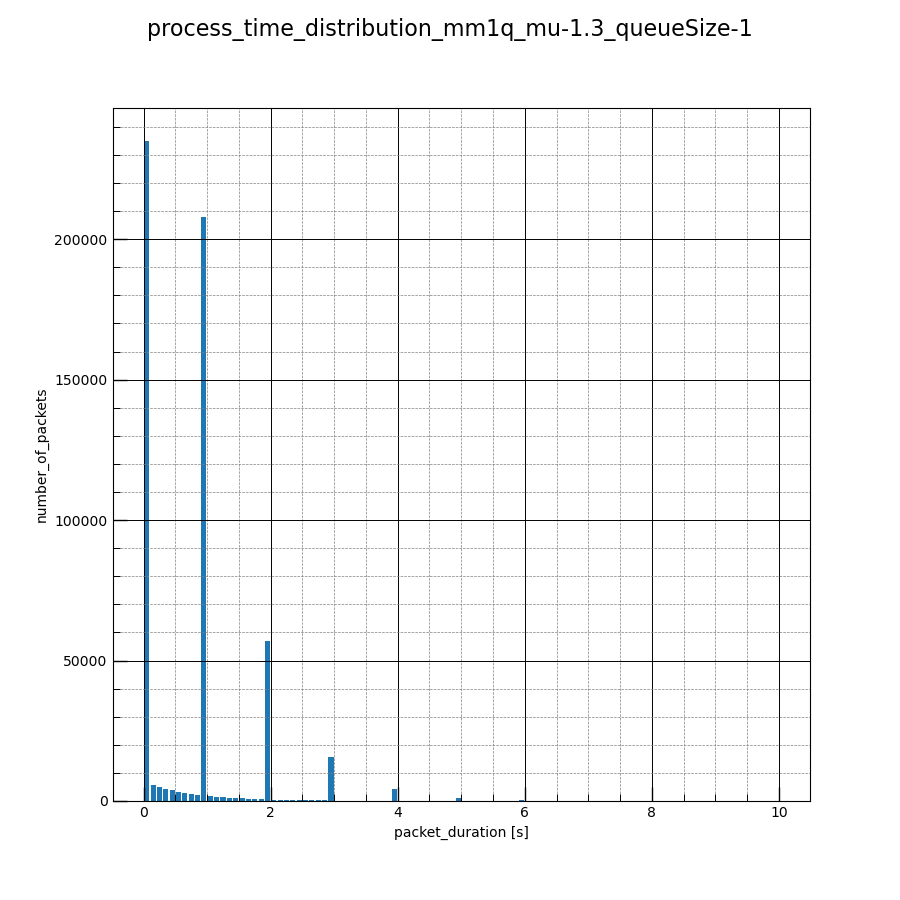 process_time_distribution_mm1q_mu-1.3_queueSize-1
200000
150000
100000
50000
0
number_of_packets
0 2 4 6 8 10
packet_duration [s]